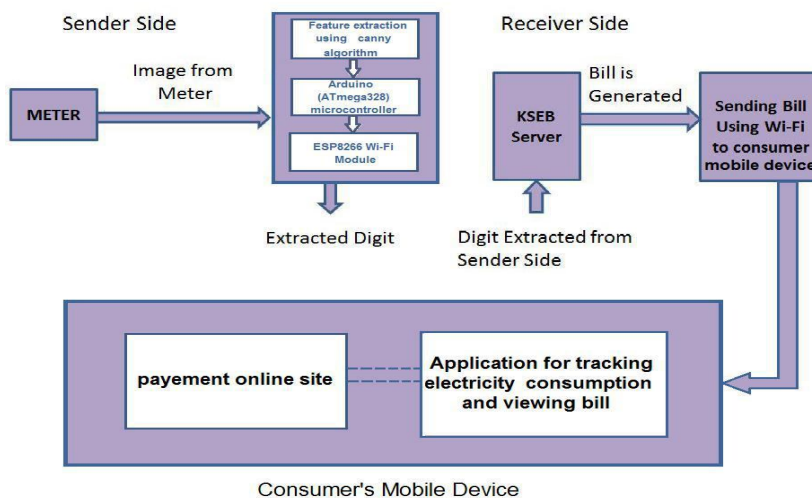 Sender Side
Receiver Side
Image from
Meter
METER
Feature extraction
using canny
algorithm
Arduino
(ATmega328)
microcontroller
ESP8266 Wi-Fi
Module
Extracted Digit
KSEB
Server
Bill is
Generated
Sending Bill
Using Wi-Fi
to consumer
mobile device
Digit Extracted from
Sender Side
payement online site
Application for tracking
electricity consumption
and viewing bill
Consumer's Mobile Device